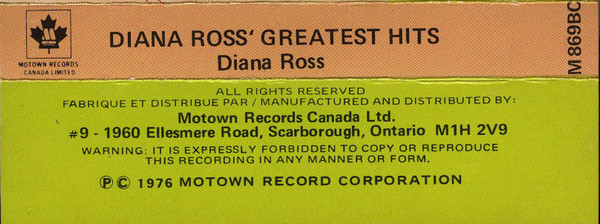 MOTOWN RECORDS
CANADA LIMITED
DIANA ROSS' GREATEST HITS
Diana Ross
M 869BC
ALL RIGHTS RESERVED
FABRIQUE ET DISTRIBUE PAR / MANUFACTURED AND DISTRIBUTED BY:
Motown Records Canada Ltd.
#9 - 1960 Ellesmere Road, Scarborough, Ontario M1H 2V9
WARNING: IT IS EXPRESSLY FORBIDDEN TO COPY OR REPRODUCE
THIS RECORDING IN ANY MANNER OR FORM.
Ⓟ © 1976 MOTOWN RECORD CORPORATION